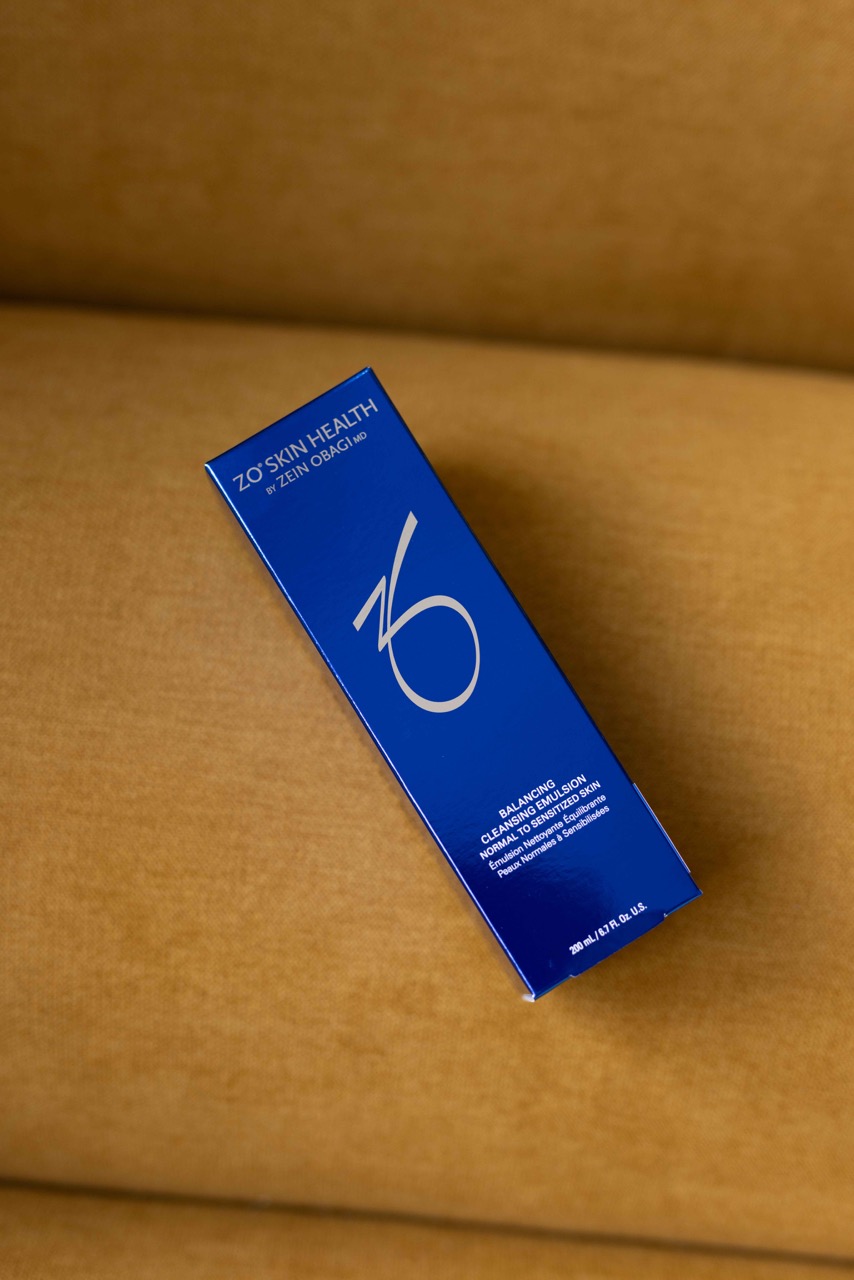 ZO® SKIN HEALTH
BY ZEIN OBAGI MD
ZO
BALANCING
CLEANSING EMULSION
NORMAL TO SENSITIZED SKIN
Émulsion Nettoyante Équilibrante
Peaux Normales à Sensibilisées
200 mL / 6.7 Fl. Oz. U.S.